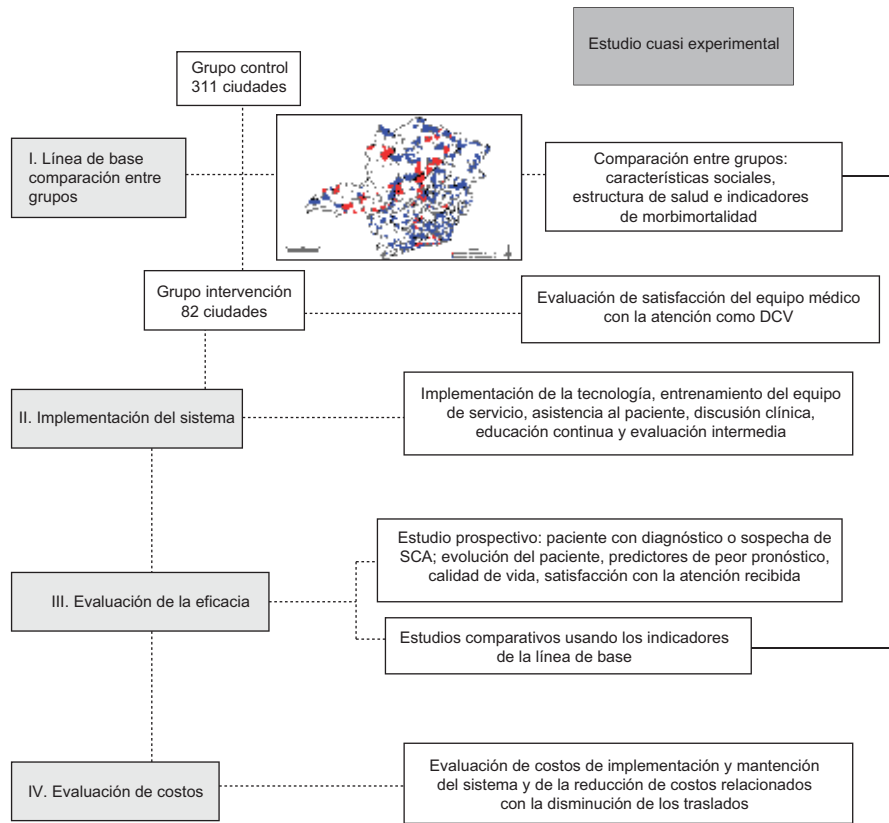 Estudio cuasi experimental
Grupo control
311 ciudades
I. Línea de base
comparación entre
grupos
Comparación entre grupos:
características sociales,
estructura de salud e indicadores
de morbimortalidad
Grupo intervención
82 ciudades
Evaluación de satisfacción del equipo médico
con la atención como DCV
II. Implementación del sistema
Implementación de la tecnología, entrenamiento del equipo
de servicio, asistencia al paciente, discusión clínica,
educación continua y evaluación intermedia
Estudio prospectivo: paciente con diagnóstico o sospecha de
SCA; evolución del paciente, predictores de peor pronóstico,
calidad de vida, satisfacción con la atención recibida
III. Evaluación de la eficacia
Estudios comparativos usando los indicadores
de la línea de base
IV. Evaluación de costos
Evaluación de costos de implementación y mantención
del sistema y de la reducción de costos relacionados
con la disminución de los traslados